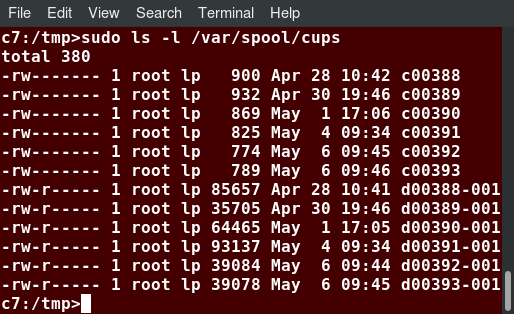 File Edit View Search Terminal Help
c7:/tmp>sudo ls -l /var/spool/cups
total 380
-rw------- 1 root lp   900 Apr 28 10:42 c00388
-rw------- 1 root lp   932 Apr 30 19:46 c00389
-rw------- 1 root lp   869 May  1 17:06 c00390
-rw------- 1 root lp   825 May  4 09:34 c00391
-rw------- 1 root lp   774 May  6 09:45 c00392
-rw------- 1 root lp   789 May  6 09:46 c00393
-rw-r----- 1 root lp 85657 Apr 28 10:41 d00388-001
-rw-r----- 1 root lp 35705 Apr 30 19:46 d00389-001
-rw-r----- 1 root lp 64465 May  1 17:05 d00390-001
-rw-r----- 1 root lp 93137 May  4 09:34 d00391-001
-rw-r----- 1 root lp 39084 May  6 09:44 d00392-001
-rw-r----- 1 root lp 39078 May  6 09:45 d00393-001
c7:/tmp>